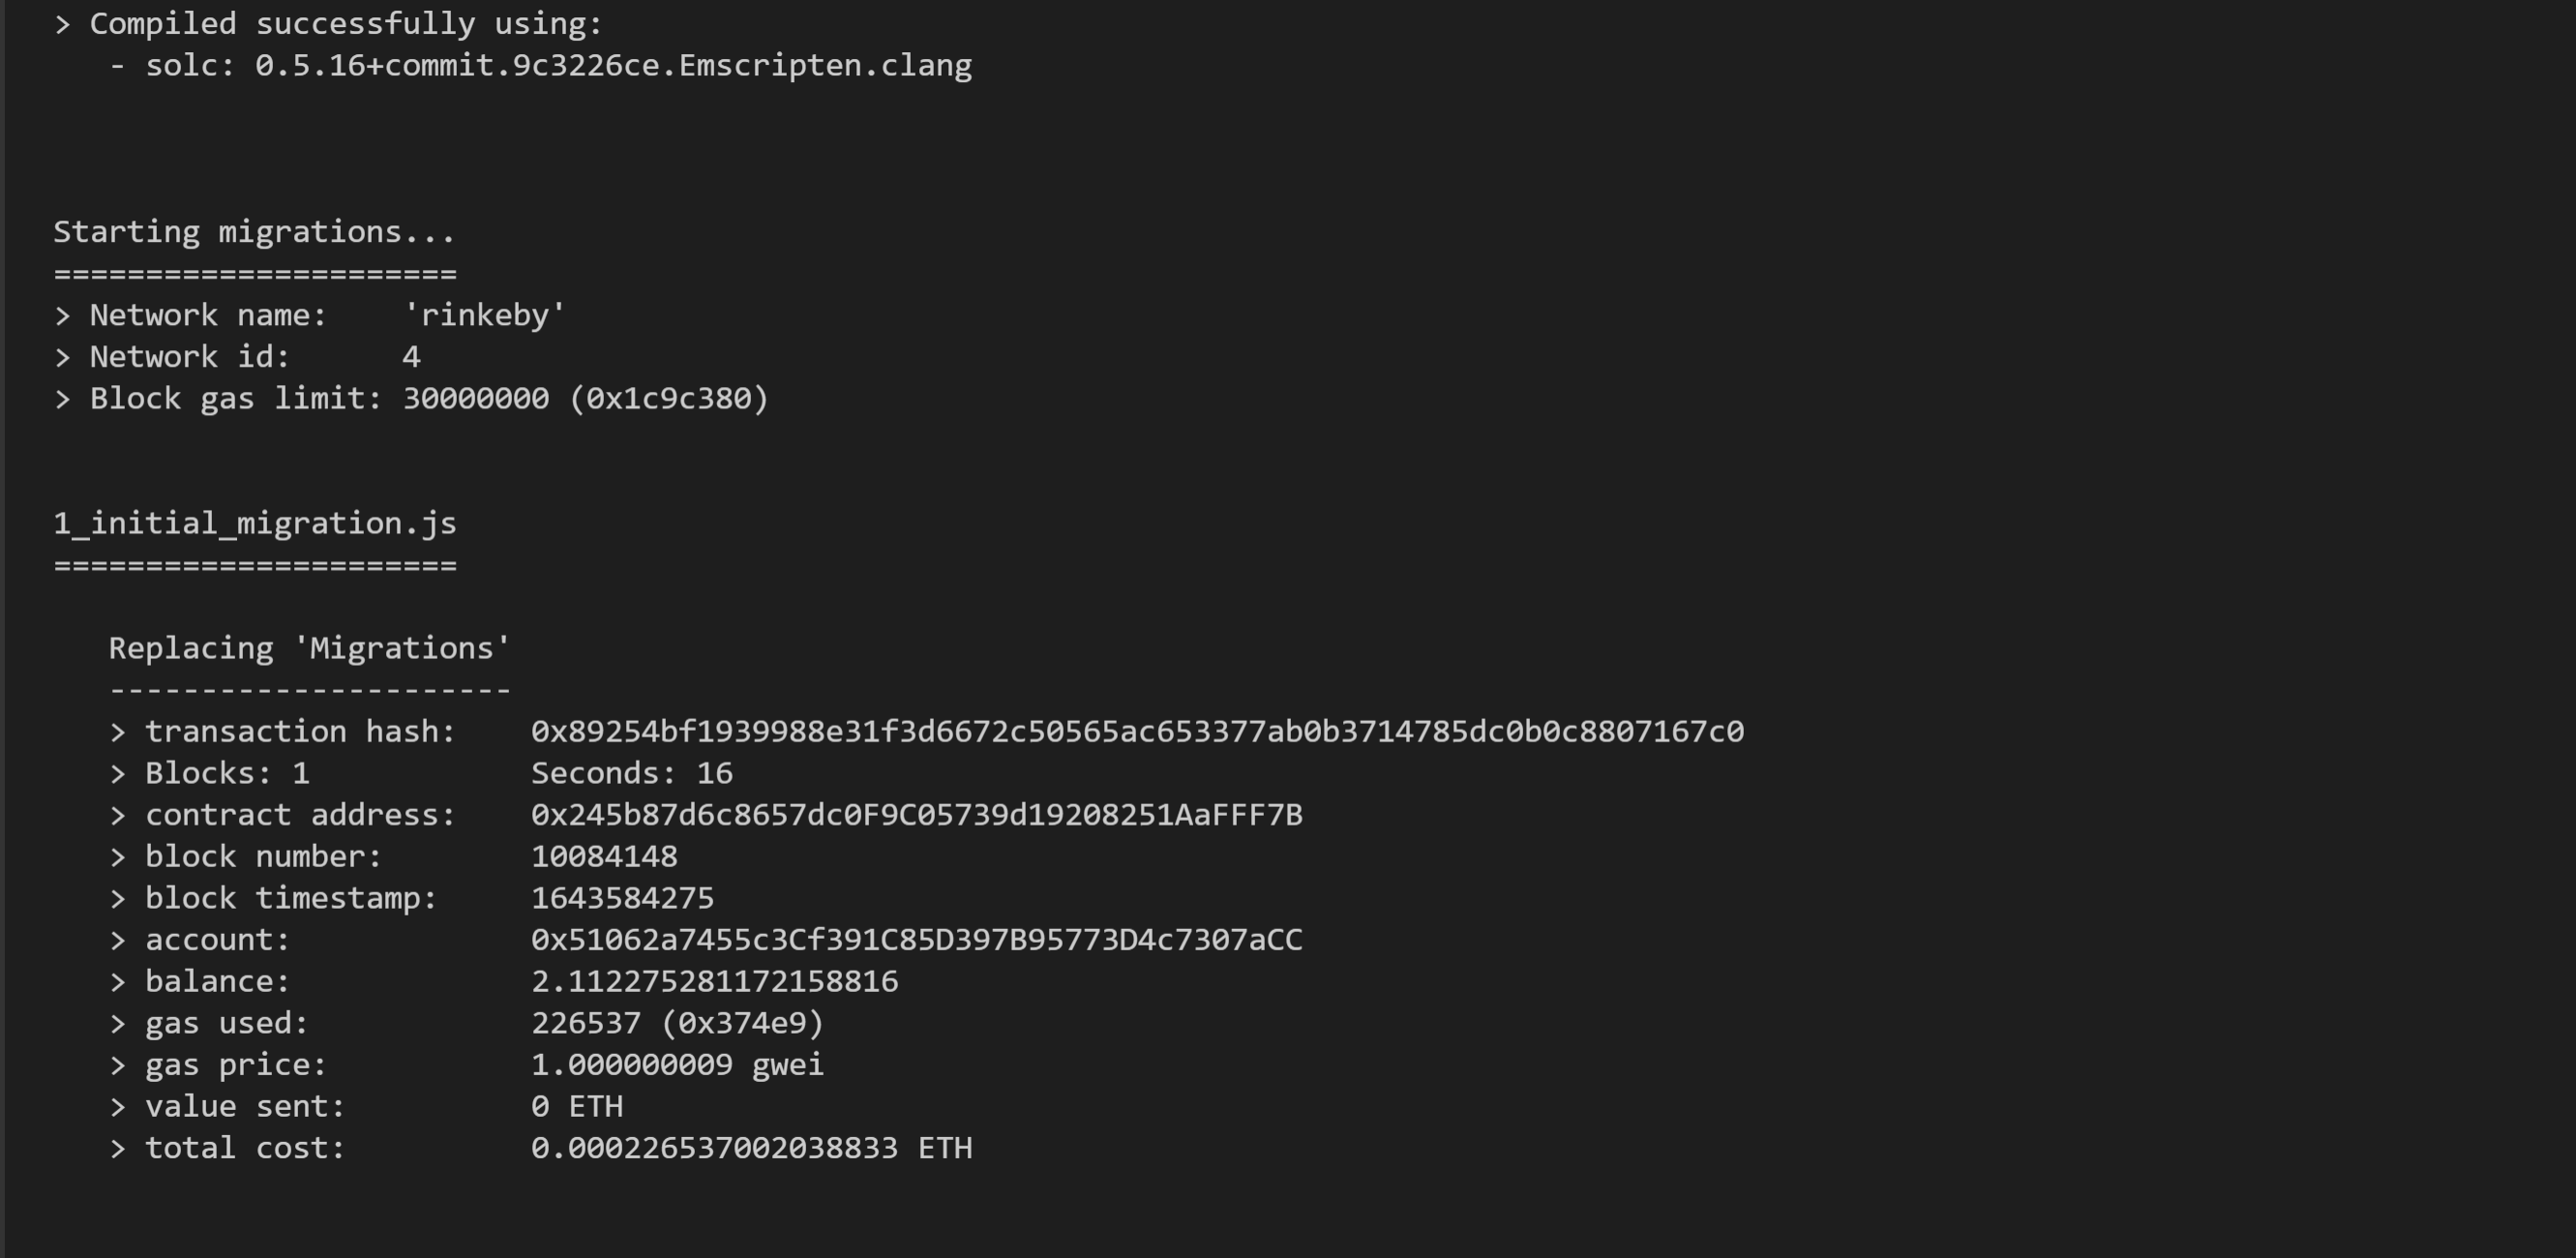 > Compiled successfully using:
- solc: 0.5.16+commit.9c3226ce.Emscripten.clang
Starting migrations...
======================
> Network name:    'rinkeby'
> Network id:      4
> Block gas limit: 30000000 (0x1c9c380)
1_initial_migration.js
======================
Replacing 'Migrations'
----------------------
> transaction hash:    0x89254bf1939988e31f3d6672c50565ac653377ab0b3714785dc0b0c8807167c0
> Blocks: 1            Seconds: 16
> contract address:    0x245b87d6c8657dc0F9C05739d19208251AaFFF7B
> block number:        10084148
> block timestamp:     1643584275
> account:             0x51062a7455c3Cf391C85D397B95773D4c7307aCC
> balance:             2.112275281172158816
> gas used:            226537 (0x374e9)
> gas price:           1.000000009 gwei
> value sent:          0 ETH
> total cost:          0.000226537002038833 ETH